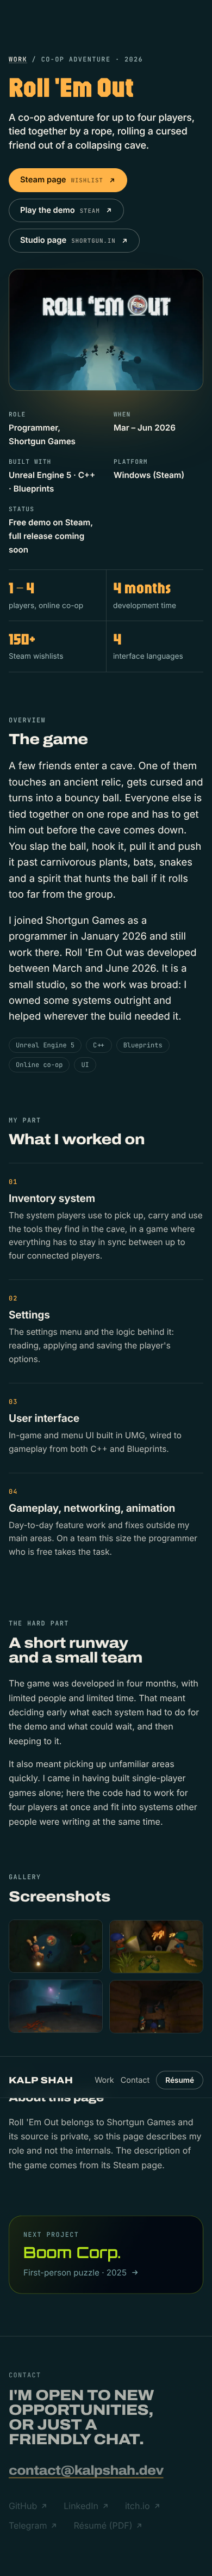 WORK / CO-OP ADVENTURE · 2026
Roll 'Em Out
A co-op adventure for up to four players,
tied together by a rope, rolling a cursed
friend out of a collapsing cave.
Steam page WISHLIST ↗
Play the demo STEAM ↗
Studio page SHORTGUN.IN ↗
ROLL 'EM OUT
ROLE
Programmer,
Shortgun Games
WHEN
Mar – Jun 2026
BUILT WITH
Unreal Engine 5 · C++
· Blueprints
PLATFORM
Windows (Steam)
STATUS
Free demo on Steam,
full release coming
soon
1 – 4
players, online co-op
4 months
development time
150+
Steam wishlists
4
interface languages
OVERVIEW
The game
A few friends enter a cave. One of them
touches an ancient relic, gets cursed and
turns into a bouncy ball. Everyone else is
tied together on one rope and has to get
him out before the cave comes down.
You slap the ball, hook it, pull it and push
it past carnivorous plants, bats, snakes
and a spirit that hunts the ball if it rolls
too far from the group.
I joined Shortgun Games as a
programmer in January 2026 and still
work there. Roll 'Em Out was developed
between March and June 2026. It is a
small studio, so the work was broad: I
owned some systems outright and
helped wherever the build needed it.
Unreal Engine 5
C++
Blueprints
Online co-op
UI
MY PART
What I worked on
01
Inventory system
The system players use to pick up, carry and use
the tools they find in the cave, in a game where
everything has to stay in sync between up to
four connected players.
02
Settings
The settings menu and the logic behind it:
reading, applying and saving the player's
options.
03
User interface
In-game and menu UI built in UMG, wired to
gameplay from both C++ and Blueprints.
04
Gameplay, networking, animation
Day-to-day feature work and fixes outside my
main areas. On a team this size the programmer
who is free takes the task.
THE HARD PART
A short runway
and a small team
The game was developed in four months, with
limited people and limited time. That meant
deciding early what each system had to do for
the demo and what could wait, and then
keeping to it.
It also meant picking up unfamiliar areas
quickly. I came in having built single-player
games alone; here the code had to work for
four players at once and fit into systems other
people were writing at the same time.
GALLERY
Screenshots
KALP SHAH
Work
Contact
Résumé
About this page
Roll 'Em Out belongs to Shortgun Games and
its source is private, so this page describes my
role and not the internals. The description of
the game comes from its Steam page.
NEXT PROJECT
Boom Corp.
First-person puzzle · 2025 →
CONTACT
I'M OPEN TO NEW
OPPORTUNITIES,
OR JUST A
FRIENDLY CHAT.
contact@kalpshah.dev
GitHub ↗
LinkedIn ↗
itch.io ↗
Telegram ↗
Résumé (PDF) ↗